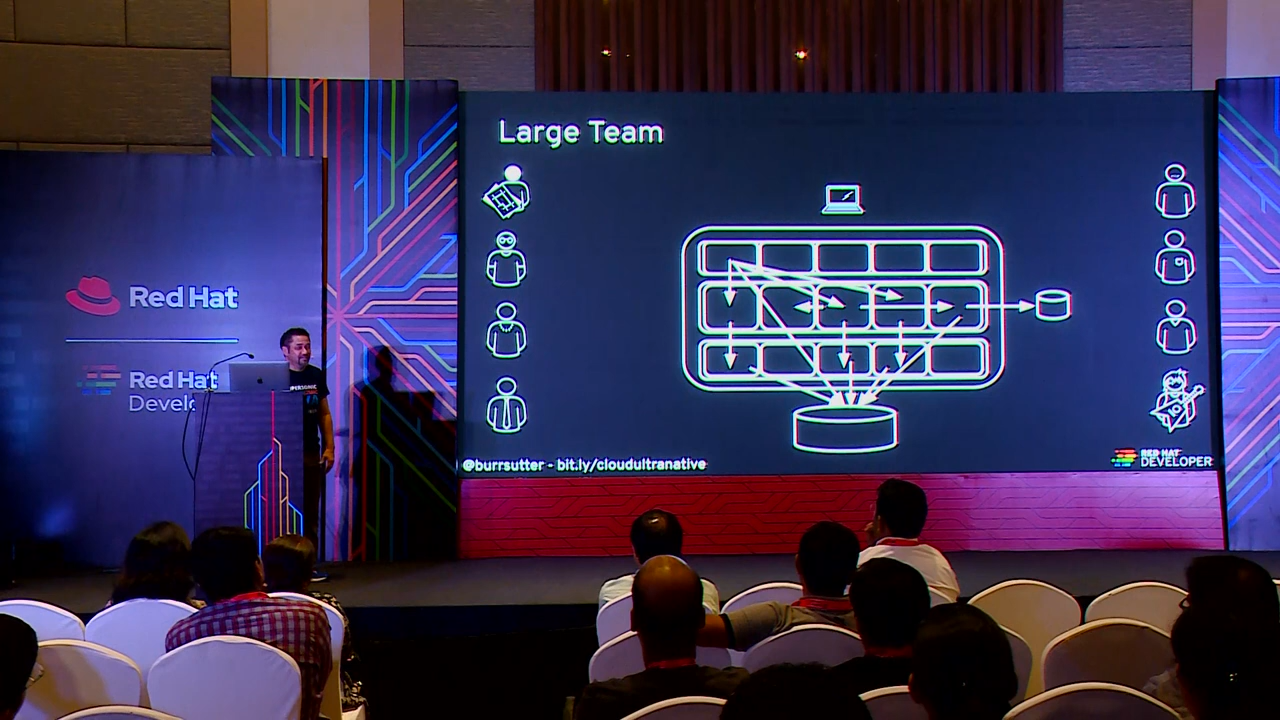 Large Team
Red Hat
Red Hat
Develo
@burrsutter - bit.ly/cloudultranative
RED HAT
DEVELOPER